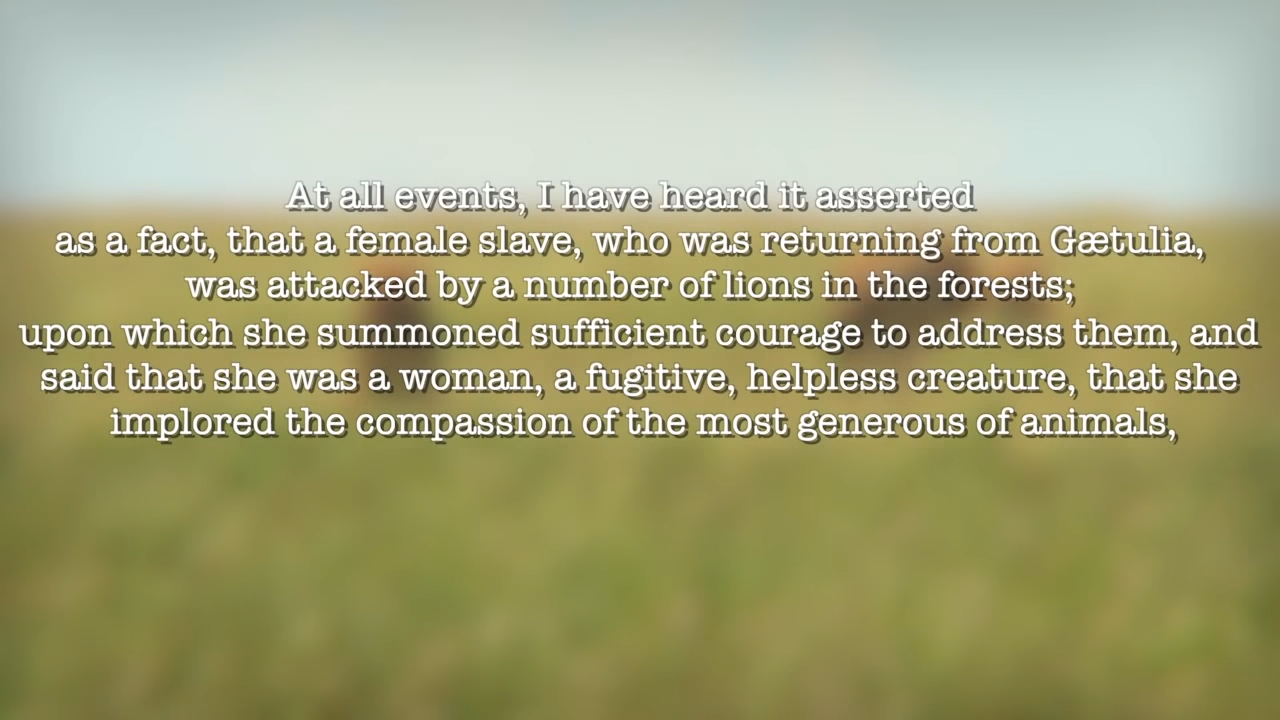 At all events, I have heard it asserted
as a fact, that a female slave, who was returning from Gætulia,
was attacked by a number of lions in the forests;
upon which she summoned sufficient courage to address them, and
said that she was a woman, a fugitive, helpless creature, that she
implored the compassion of the most generous of animals,